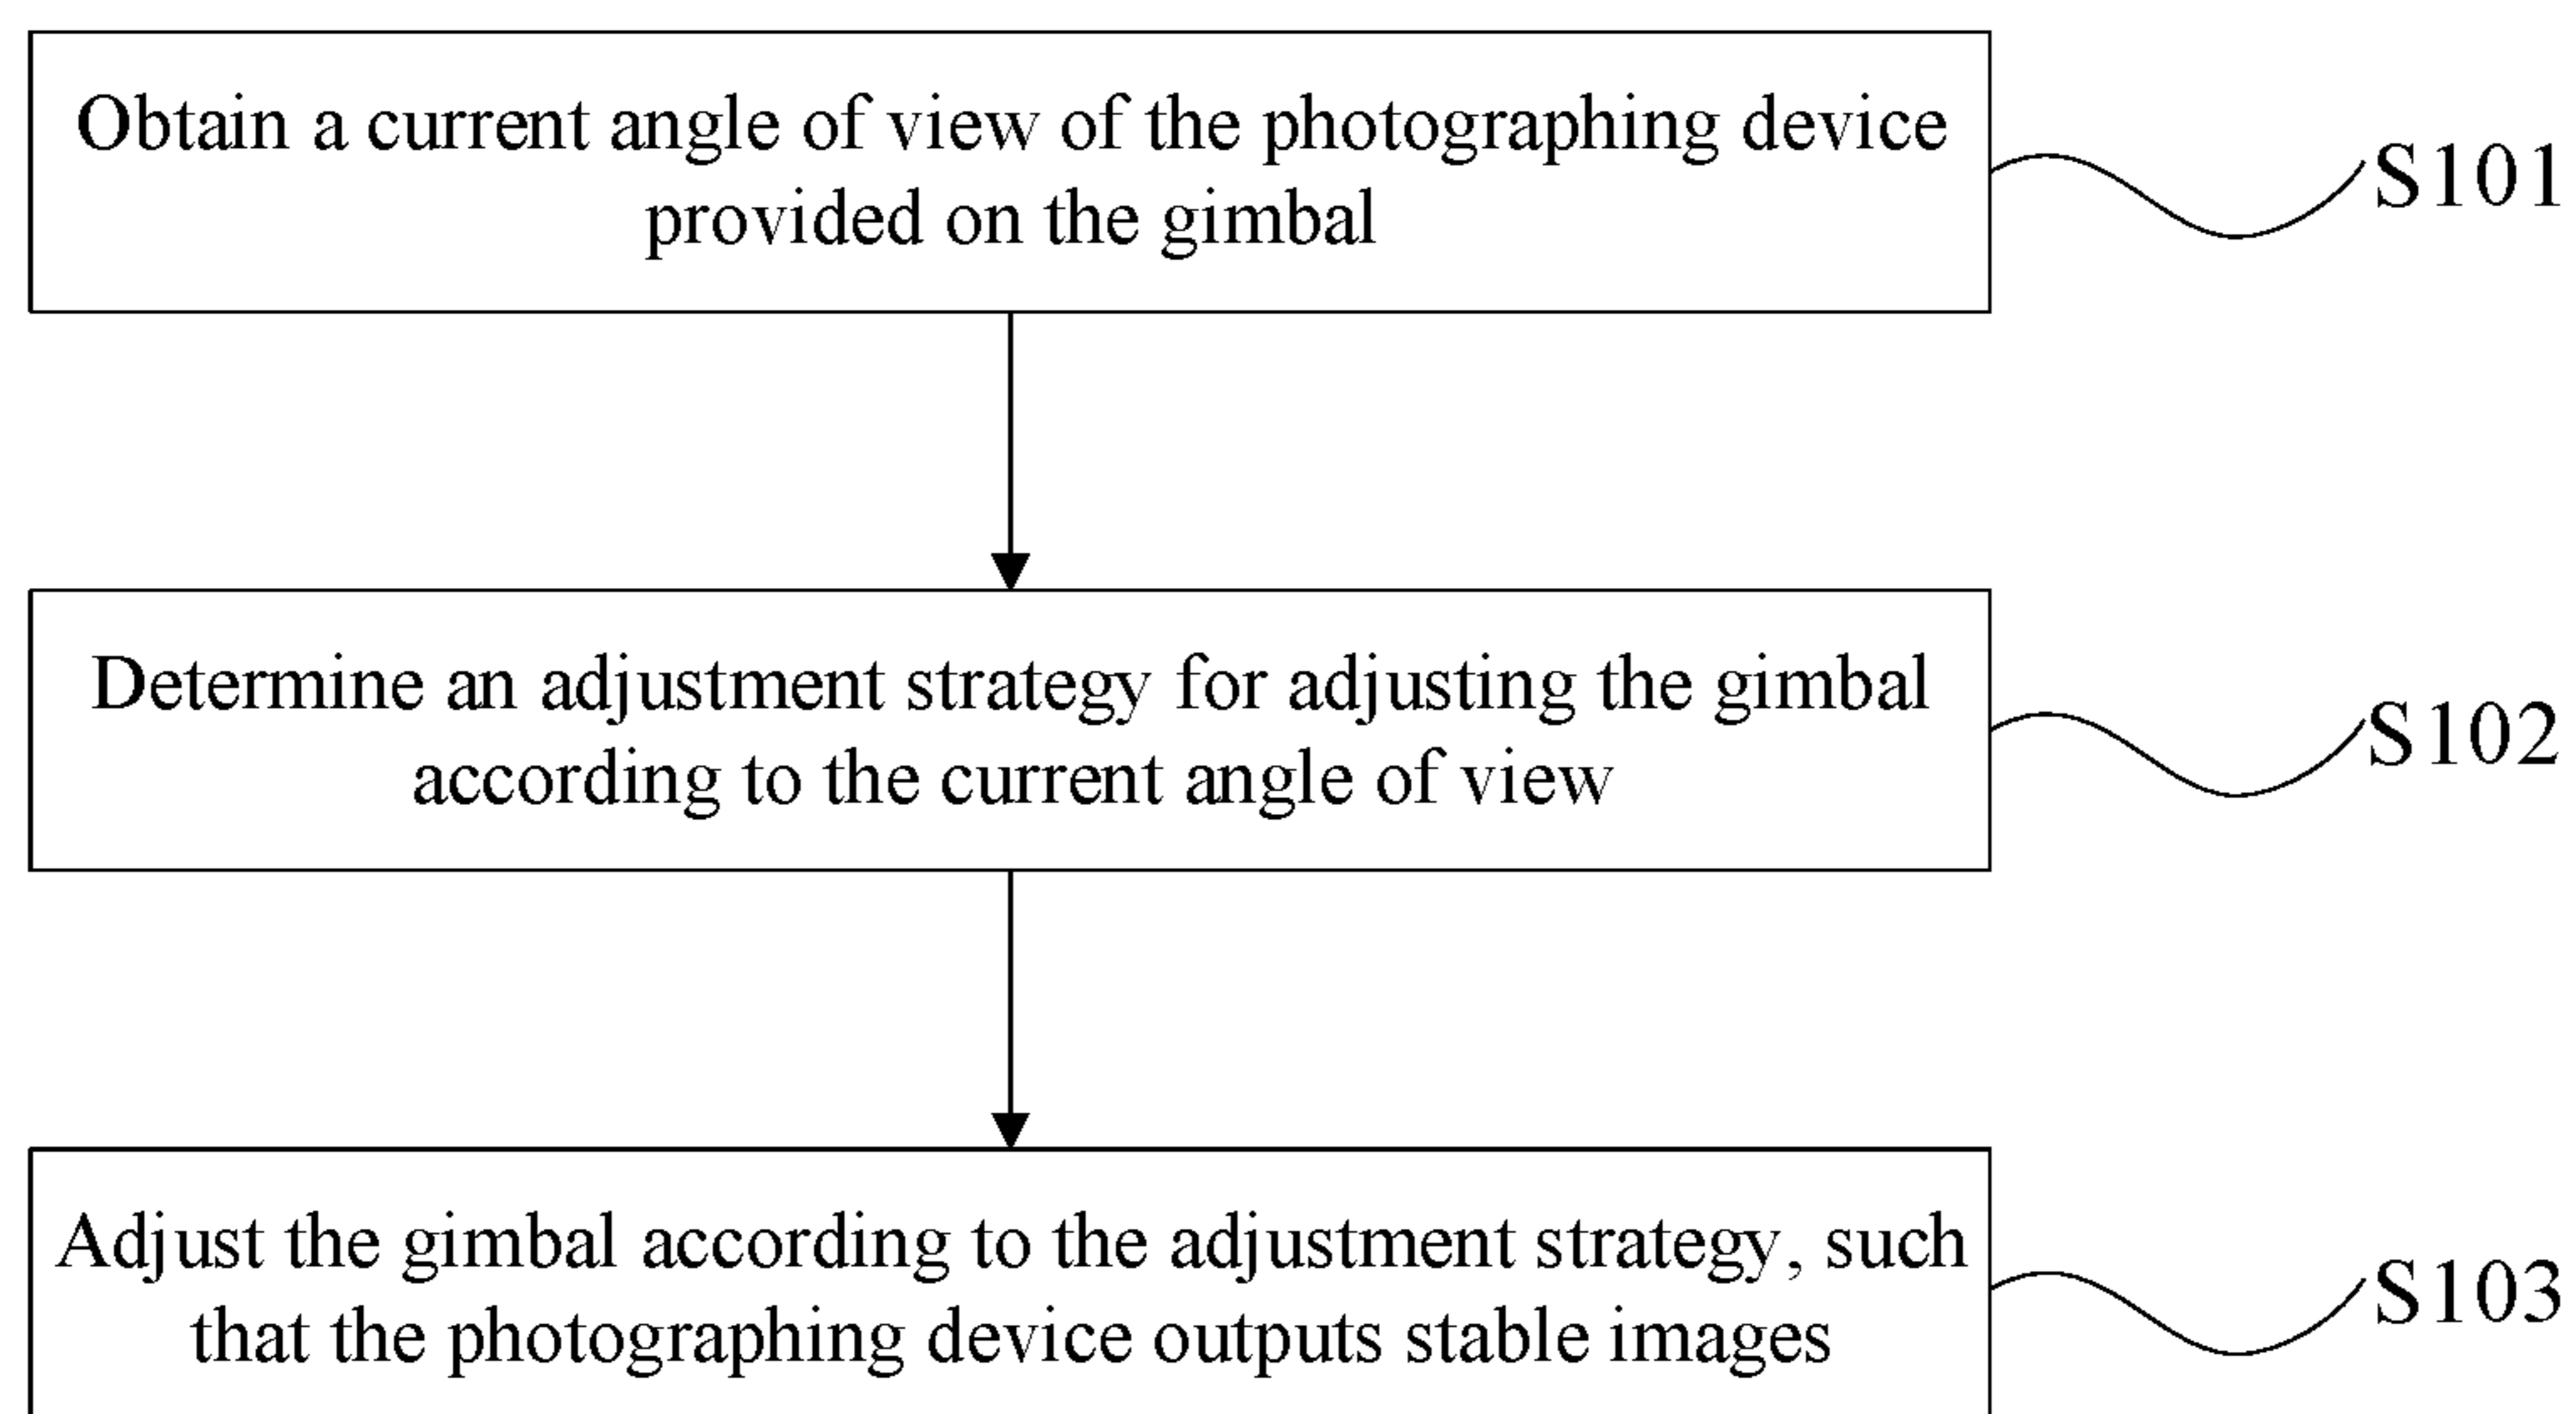 Obtain a current angle of view of the photographing device
provided on the gimbal
S101
Determine an adjustment strategy for adjusting the gimbal
according to the current angle of view
S102
Adjust the gimbal according to the adjustment strategy, such
that the photographing device outputs stable images
S103